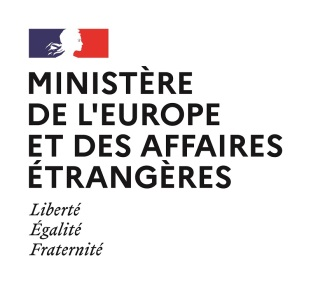 MINISTÈRE
DE L'EUROPE
ET DES AFFAIRES
ÉTRANGÈRES
Liberté
Égalité
Fraternité